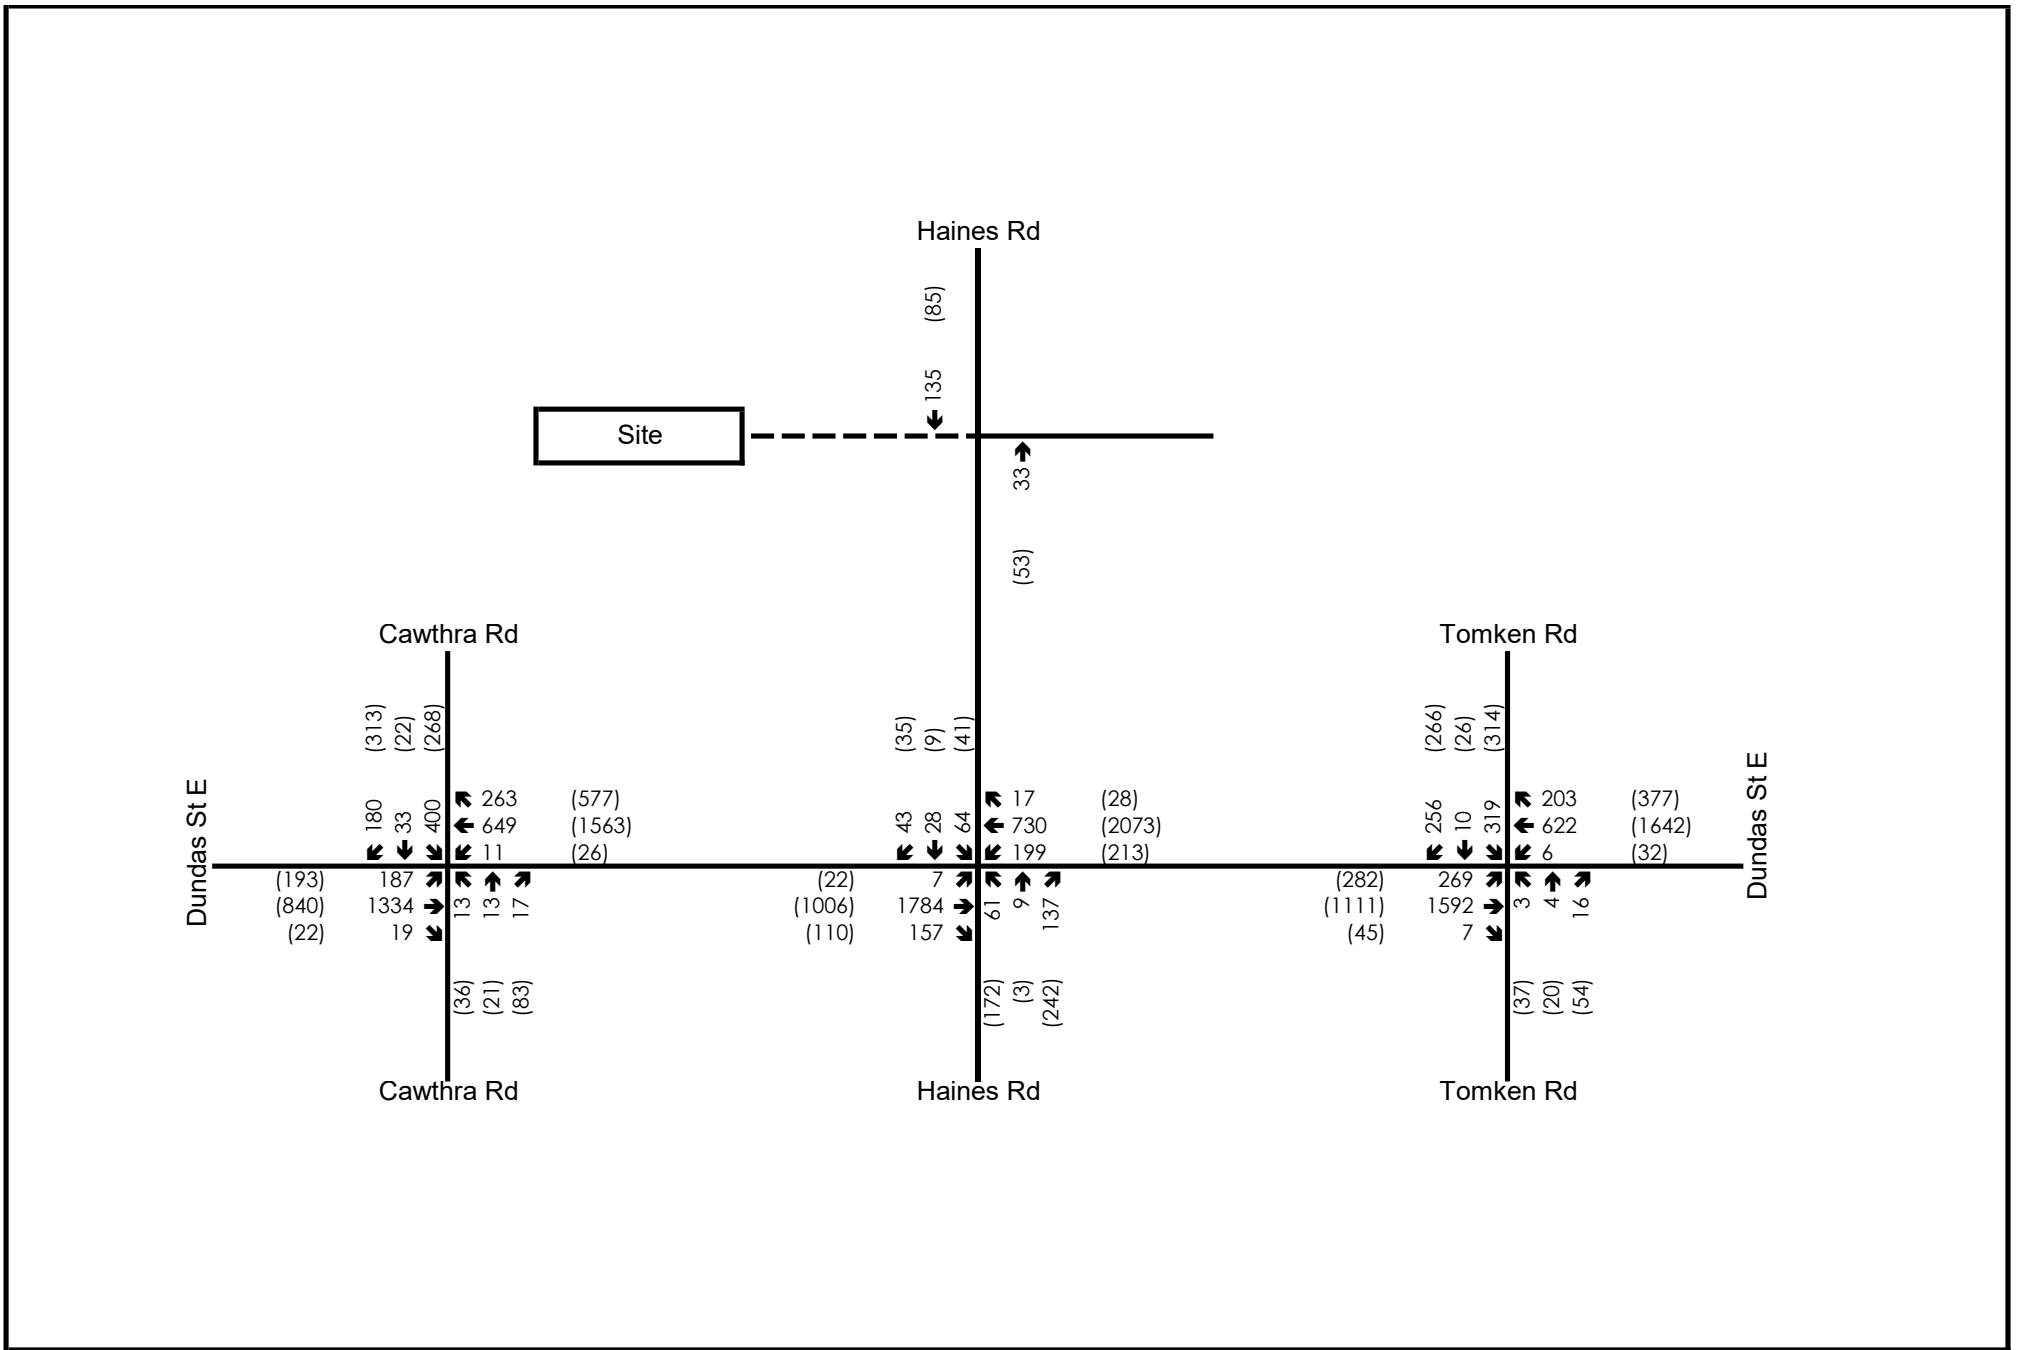 Haines Rd
(85)
135
Site
33
(53)
Cawthra Rd
Tomken Rd
(313) (22) (268)
(35) (9) (41)
(266) (26) (314)
Dundas St E
Dundas St E
180 33 400
263 (577)
649 (1563)
11 (26)
43 28 64
17 (28)
730 (2073)
199 (213)
256 10 319
203 (377)
622 (1642)
6 (32)
(193) 187
(840) 1334
(22) 19
13 13 17
(22) 7
(1006) 1784
(110) 157
61 9 137
(282) 269
(1111) 1592
(45) 7
3 4 16
(36) (21) (83)
(172) (3) (242)
(37) (20) (54)
Cawthra Rd
Haines Rd
Tomken Rd